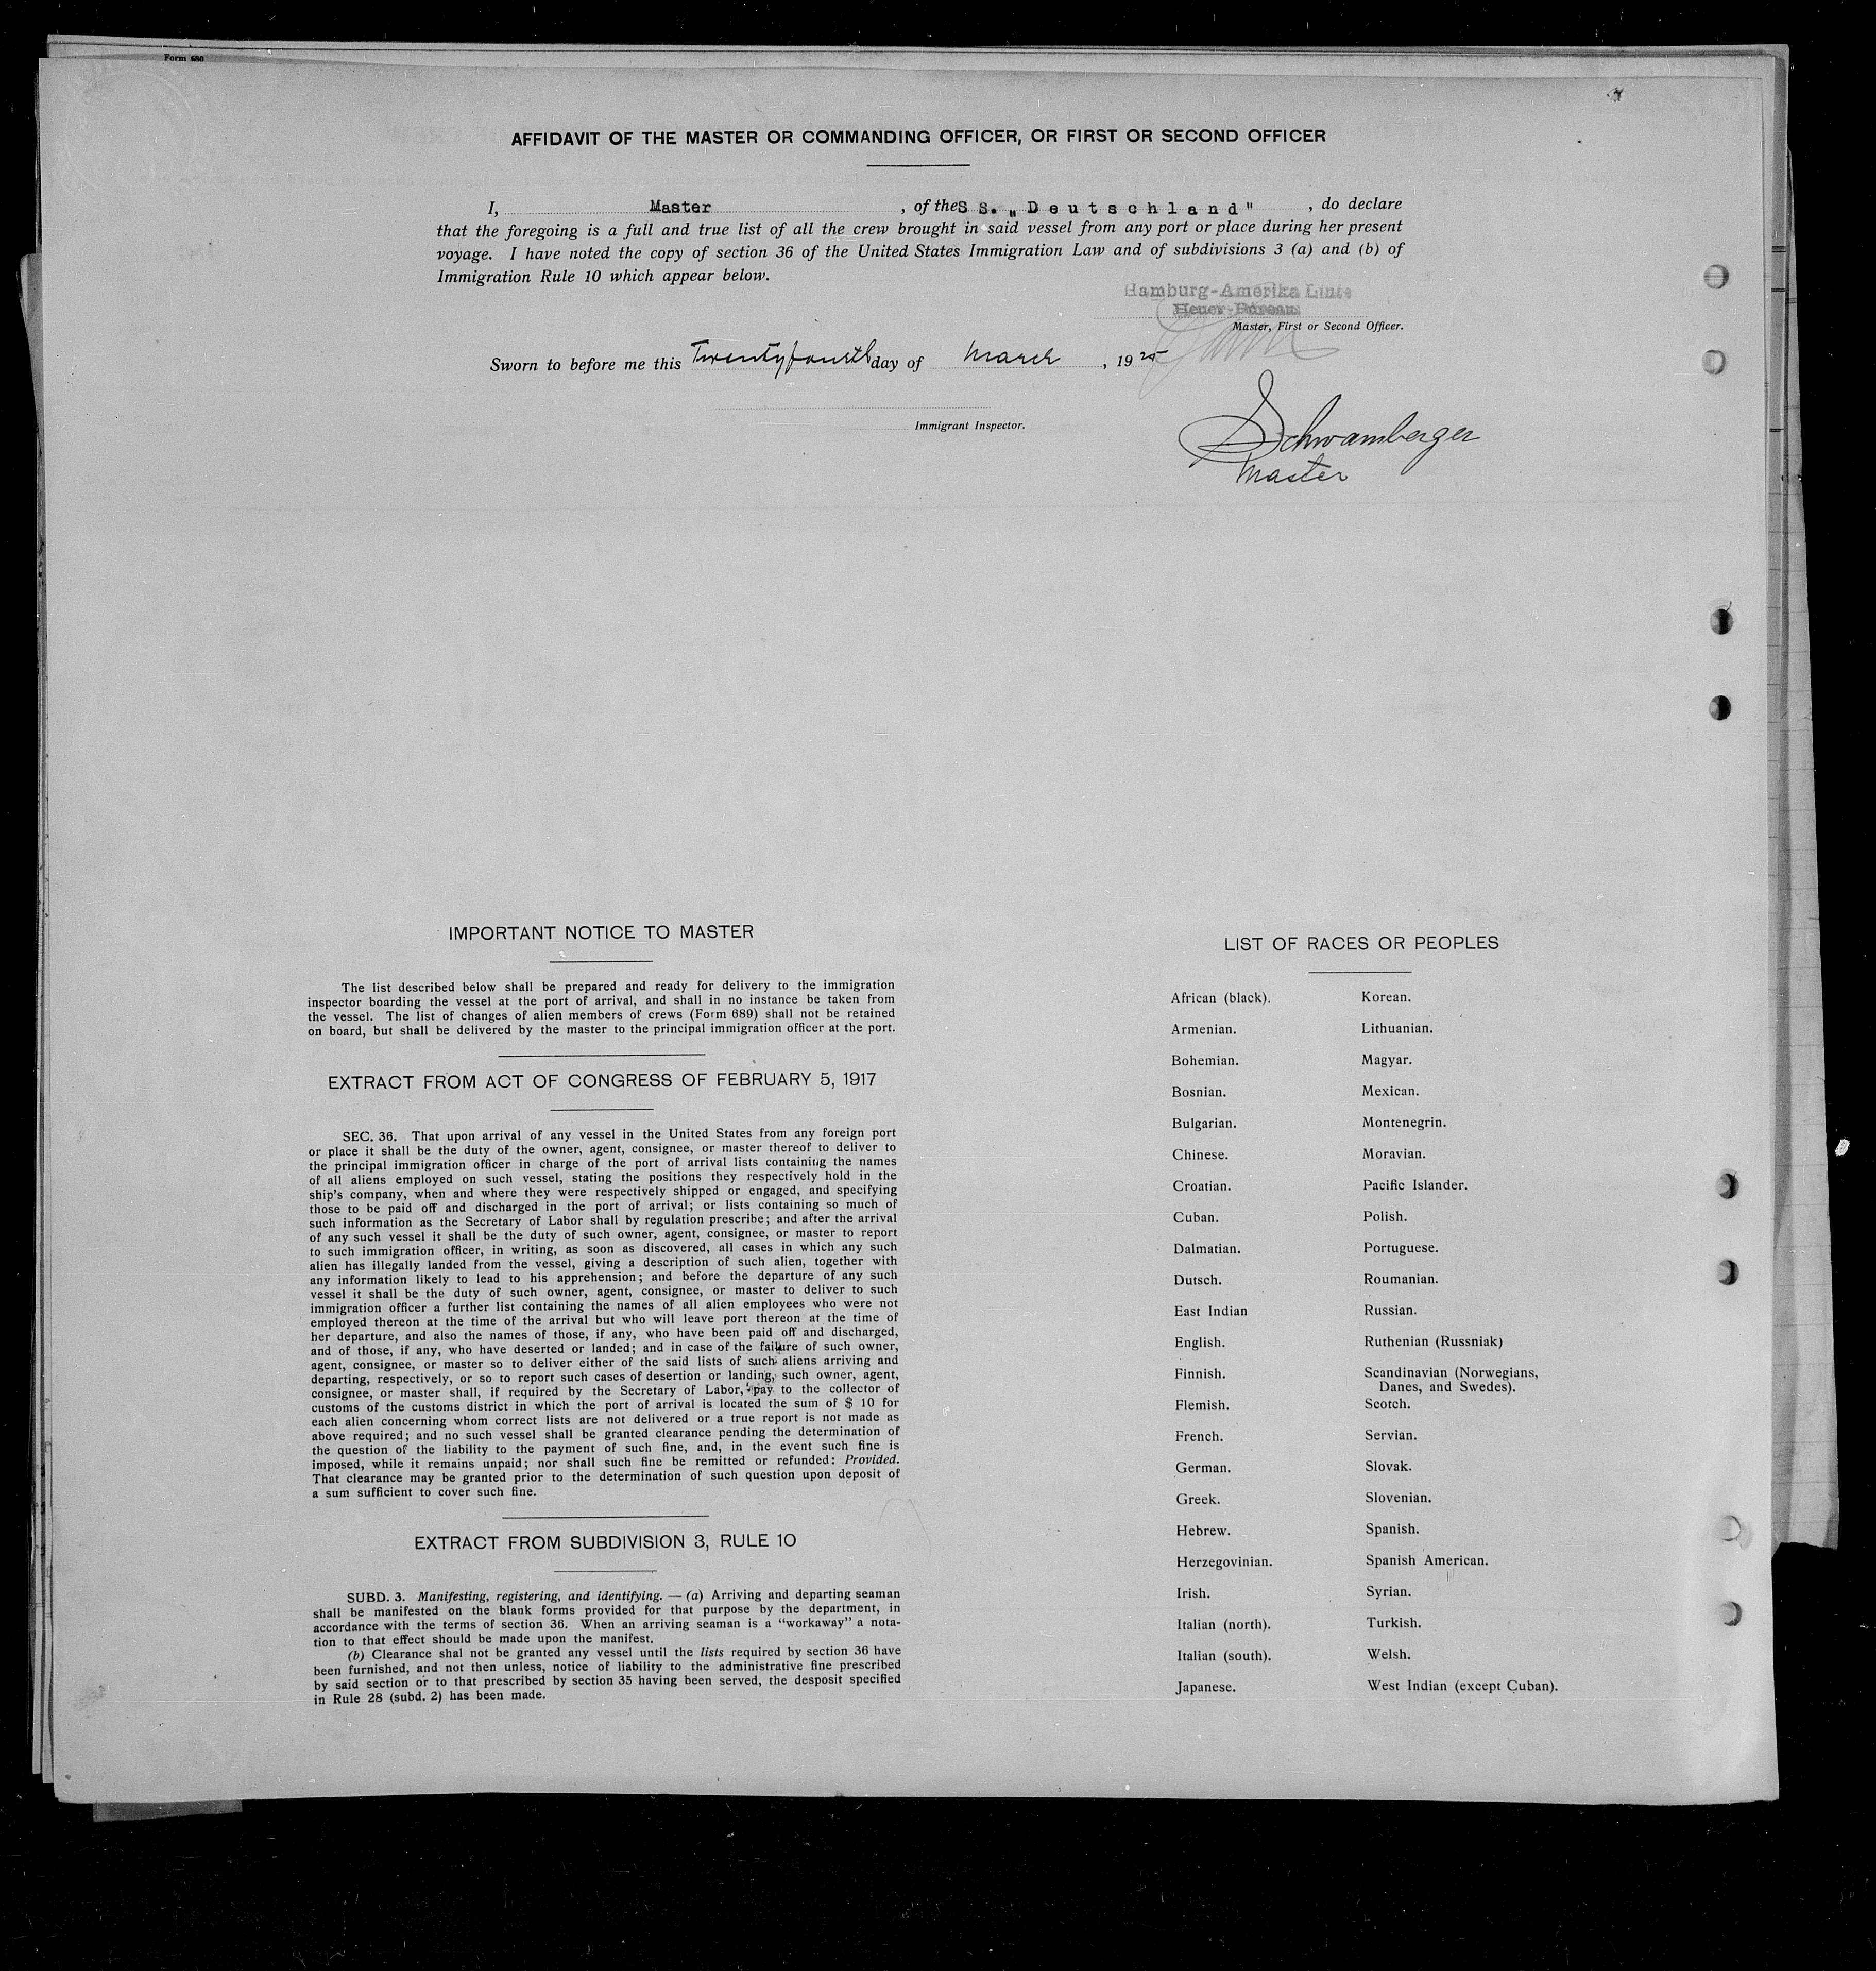 Form 680
AFFIDAVIT OF THE MASTER OR COMMANDING OFFICER, OR FIRST OR SECOND OFFICER
I, Master , of the S S. „Deutschland" , do declare
that the foregoing is a full and true list of all the crew brought in said vessel from any port or place during her present
voyage. I have noted the copy of section 36 of the United States Immigration Law and of subdivisions 3 (a) and (b) of
Immigration Rule 10 which appear below.
Hamburg-Amerika Linie
Heuer-Bureau
Master, First or Second Officer.
Sworn to before me this Twentyfourth day of March , 1925
Immigrant Inspector.
Schwamberger
Master
IMPORTANT NOTICE TO MASTER
The list described below shall be prepared and ready for delivery to the immigration
inspector boarding the vessel at the port of arrival, and shall in no instance be taken from
the vessel. The list of changes of alien members of crews (Form 689) shall not be retained
on board, but shall be delivered by the master to the principal immigration officer at the port.
EXTRACT FROM ACT OF CONGRESS OF FEBRUARY 5, 1917
SEC. 36. That upon arrival of any vessel in the United States from any foreign port
or place it shall be the duty of the owner, agent, consignee, or master thereof to deliver to
the principal immigration officer in charge of the port of arrival lists containing the names
of all aliens employed on such vessel, stating the positions they respectively hold in the
ship's company, when and where they were respectively shipped or engaged, and specifying
those to be paid off and discharged in the port of arrival; or lists containing so much of
such information as the Secretary of Labor shall by regulation prescribe; and after the arrival
of any such vessel it shall be the duty of such owner, agent, consignee, or master to report
to such immigration officer, in writing, as soon as discovered, all cases in which any such
alien has illegally landed from the vessel, giving a description of such alien, together with
any information likely to lead to his apprehension; and before the departure of any such
vessel it shall be the duty of such owner, agent, consignee, or master to deliver to such
immigration officer a further list containing the names of all alien employees who were not
employed thereon at the time of the arrival but who will leave port thereon at the time of
her departure, and also the names of those, if any, who have been paid off and discharged,
and of those, if any, who have deserted or landed; and in case of the failure of such owner,
agent, consignee, or master so to deliver either of the said lists of such aliens arriving and
departing, respectively, or so to report such cases of desertion or landing, such owner, agent,
consignee, or master shall, if required by the Secretary of Labor, pay to the collector of
customs of the customs district in which the port of arrival is located the sum of $ 10 for
each alien concerning whom correct lists are not delivered or a true report is not made as
above required; and no such vessel shall be granted clearance pending the determination of
the question of the liability to the payment of such fine, and, in the event such fine is
imposed, while it remains unpaid; nor shall such fine be remitted or refunded: Provided.
That clearance may be granted prior to the determination of such question upon deposit of
a sum sufficient to cover such fine.
EXTRACT FROM SUBDIVISION 3, RULE 10
SUBD. 3. Manifesting, registering, and identifying. — (a) Arriving and departing seaman
shall be manifested on the blank forms provided for that purpose by the department, in
accordance with the terms of section 36. When an arriving seaman is a "workaway" a nota-
tion to that effect should be made upon the manifest.
(b) Clearance shal not be granted any vessel until the lists required by section 36 have
been furnished, and not then unless, notice of liability to the administrative fine prescribed
by said section or to that prescribed by section 35 having been served, the desposit specified
in Rule 28 (subd. 2) has been made.
LIST OF RACES OR PEOPLES
African (black).
Armenian.
Bohemian.
Bosnian.
Bulgarian.
Chinese.
Croatian.
Cuban.
Dalmatian.
Dutsch.
East Indian
English.
Finnish.
Flemish.
French.
German.
Greek.
Hebrew.
Herzegovinian.
Irish.
Italian (north).
Italian (south).
Japanese.
Korean.
Lithuanian.
Magyar.
Mexican.
Montenegrin.
Moravian.
Pacific Islander.
Polish.
Portuguese.
Roumanian.
Russian.
Ruthenian (Russniak)
Scandinavian (Norwegians,
Danes, and Swedes).
Scotch.
Servian.
Slovak.
Slovenian.
Spanish.
Spanish American.
Syrian.
Turkish.
Welsh.
West Indian (except Cuban).